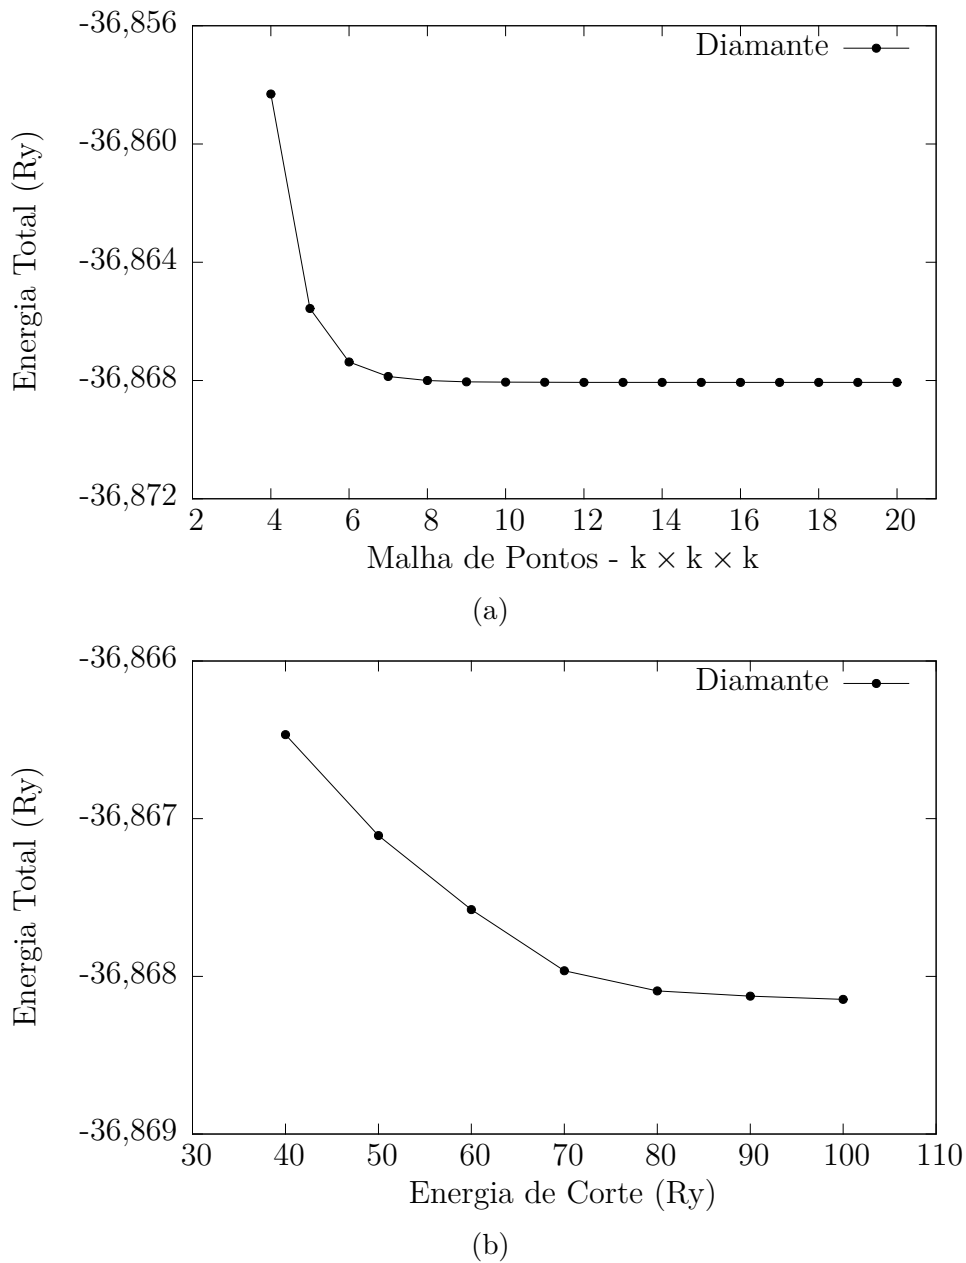 -36,856
Diamante
-36,860
-36,864
-36,868
-36,872
Energia Total (Ry)
2 4 6 8 10 12 14 16 18 20
Malha de Pontos - k × k × k
(a)
-36,866
Diamante
-36,867
-36,868
-36,869
Energia Total (Ry)
30 40 50 60 70 80 90 100 110
Energia de Corte (Ry)
(b)